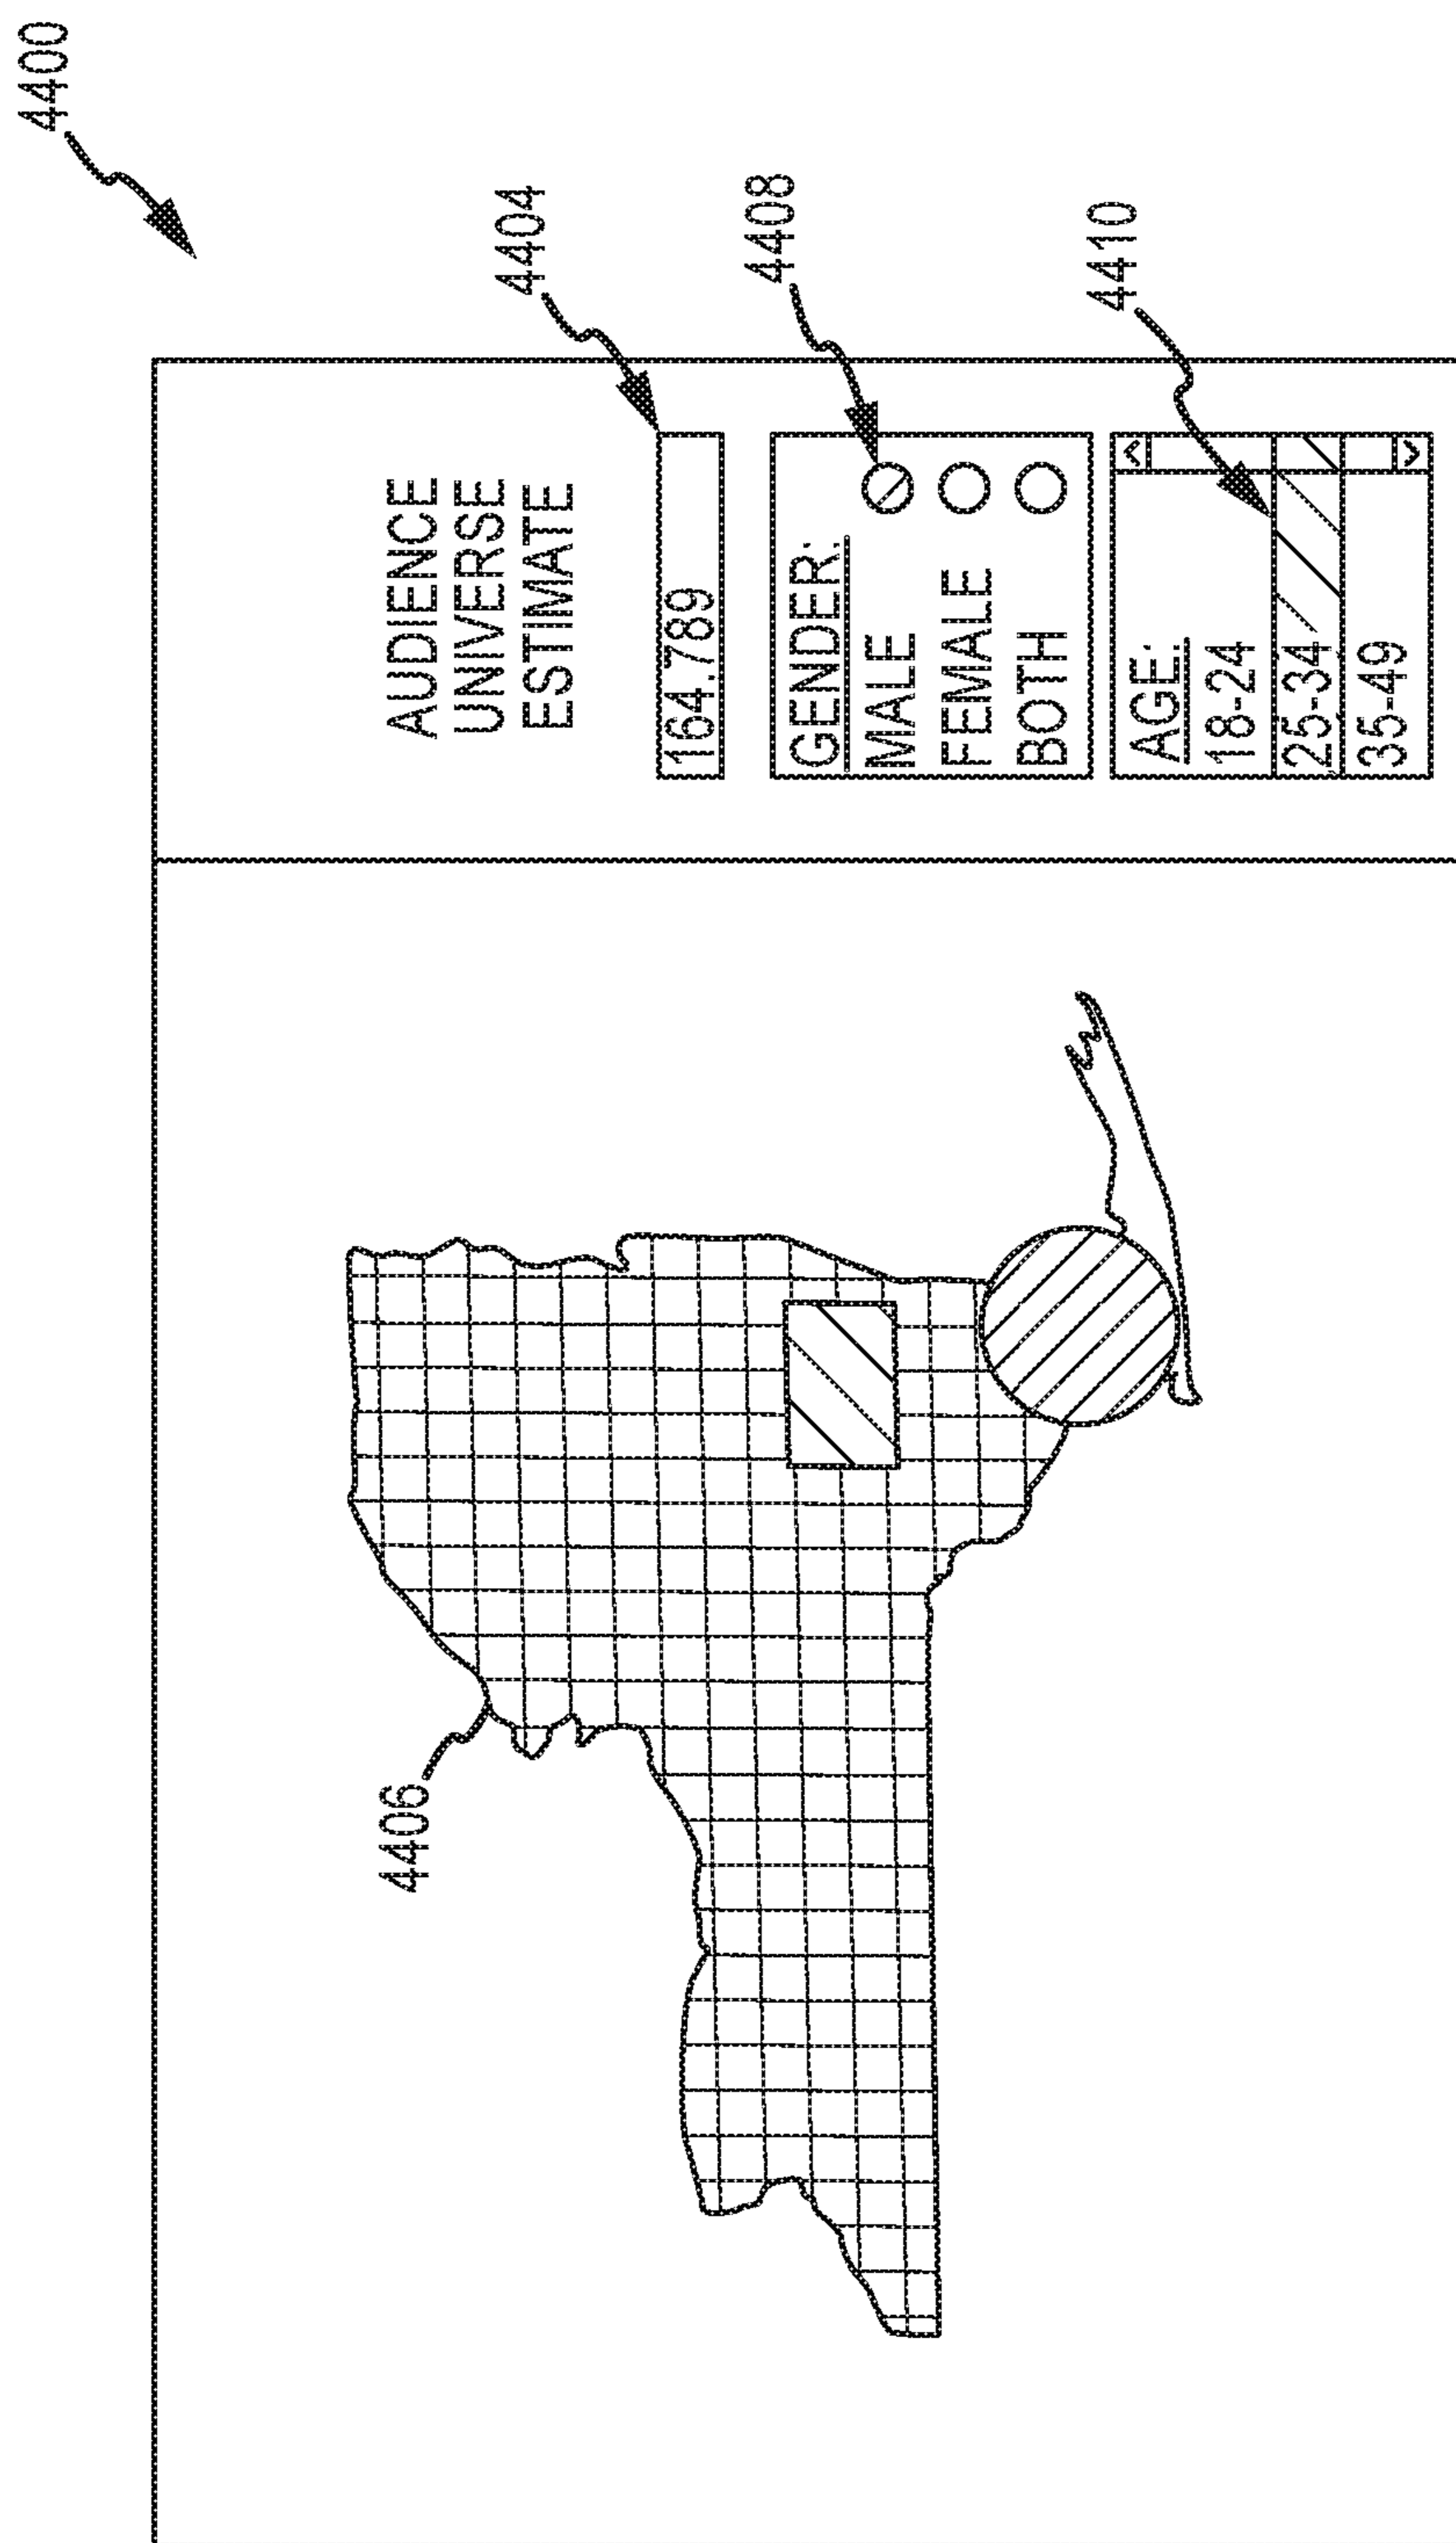 4400
4404
AUDIENCE
UNIVERSE
ESTIMATE
164.789
4406
4408
GENDER:
MALE
FEMALE
BOTH
4410
AGE:
18-24
25-34
35-49